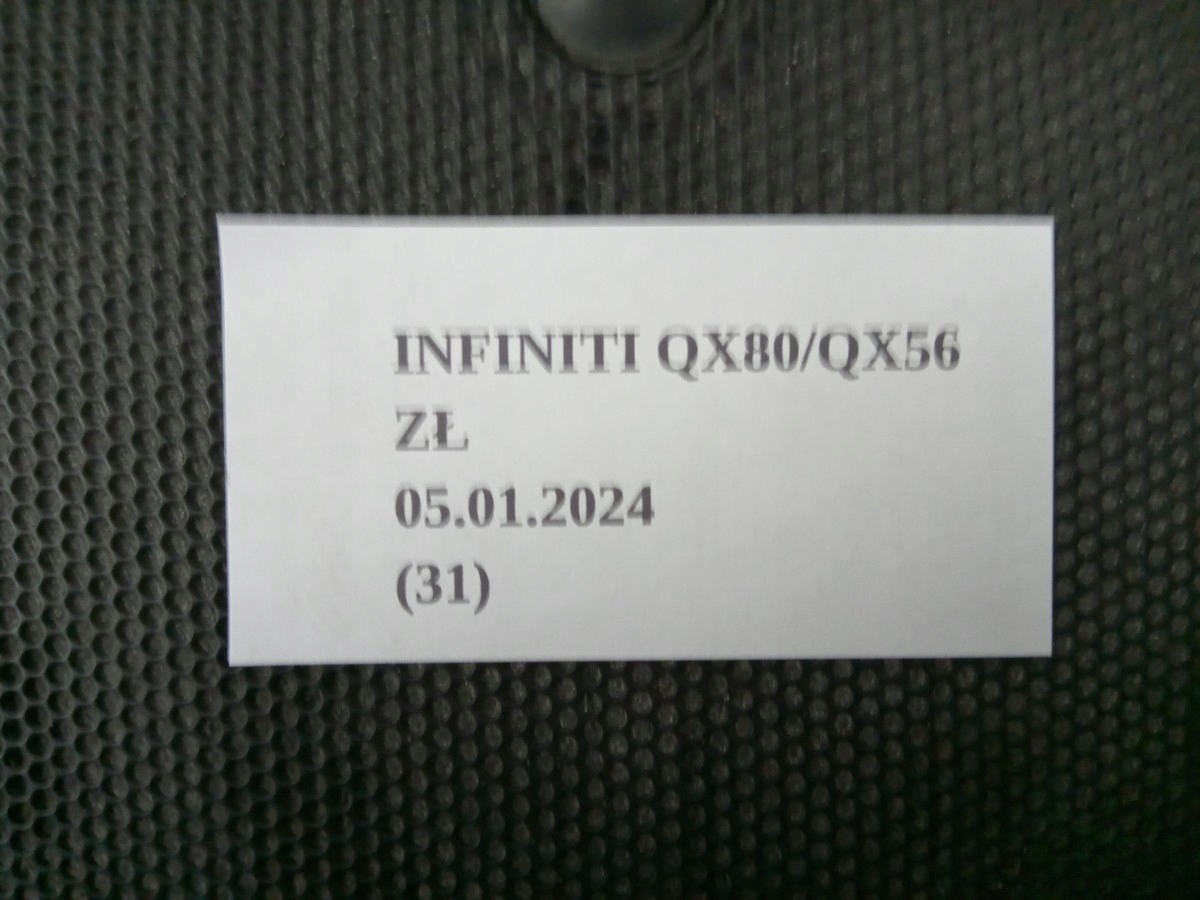 INFINITI QX80/QX56
ZŁ
05.01.2024
(31)